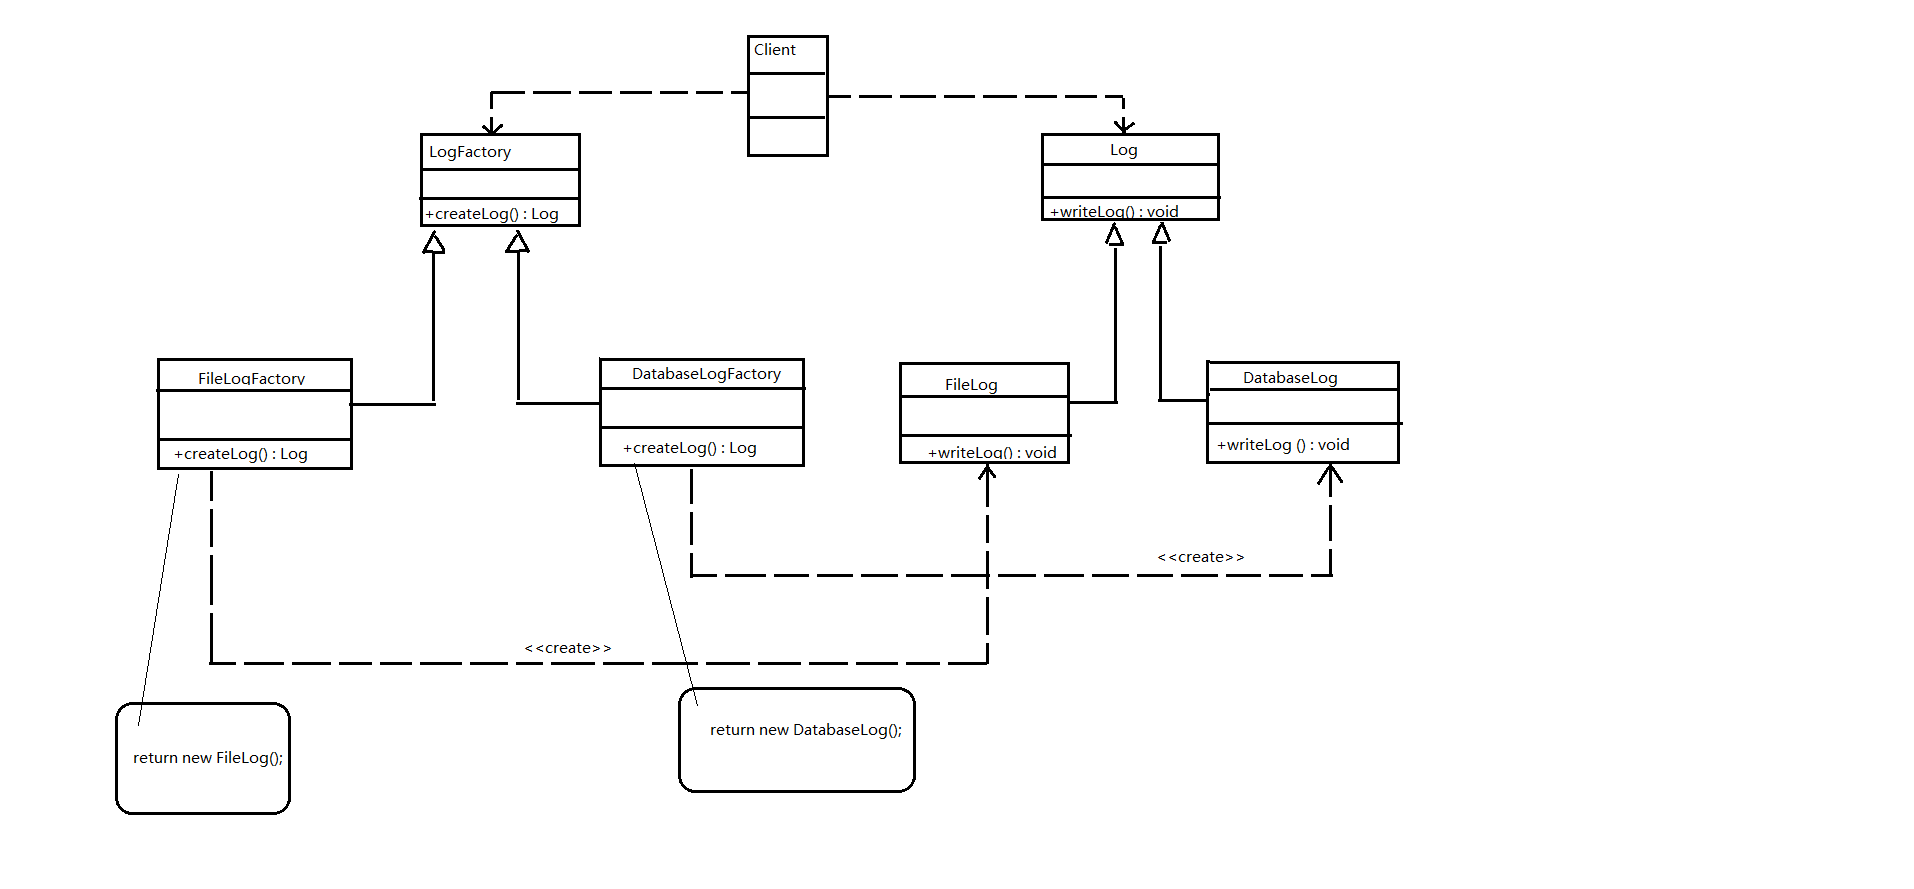 Client
LogFactory
+createLog() : Log
Log
+writeLog() : void
FileLogFactory
+createLog() : Log
DatabaseLogFactory
+createLog() : Log
FileLog
+writeLog() : void
DatabaseLog
+writeLog () : void
<<create>>
<<create>>
return new FileLog();
return new DatabaseLog();